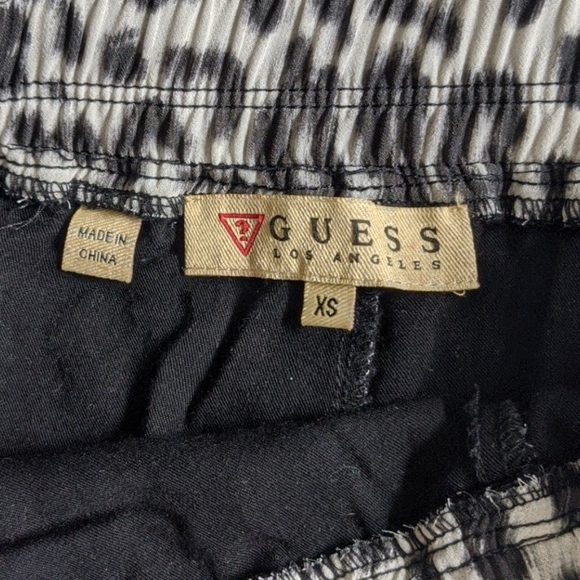 MADE IN
CHINA
?
GUESS
LOS ANGELES
XS